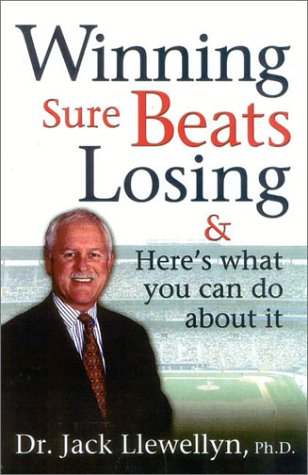 Winning
Sure Beats
Losing
&
Here's what
you can do
about it
Dr. Jack Llewellyn, Ph.D.